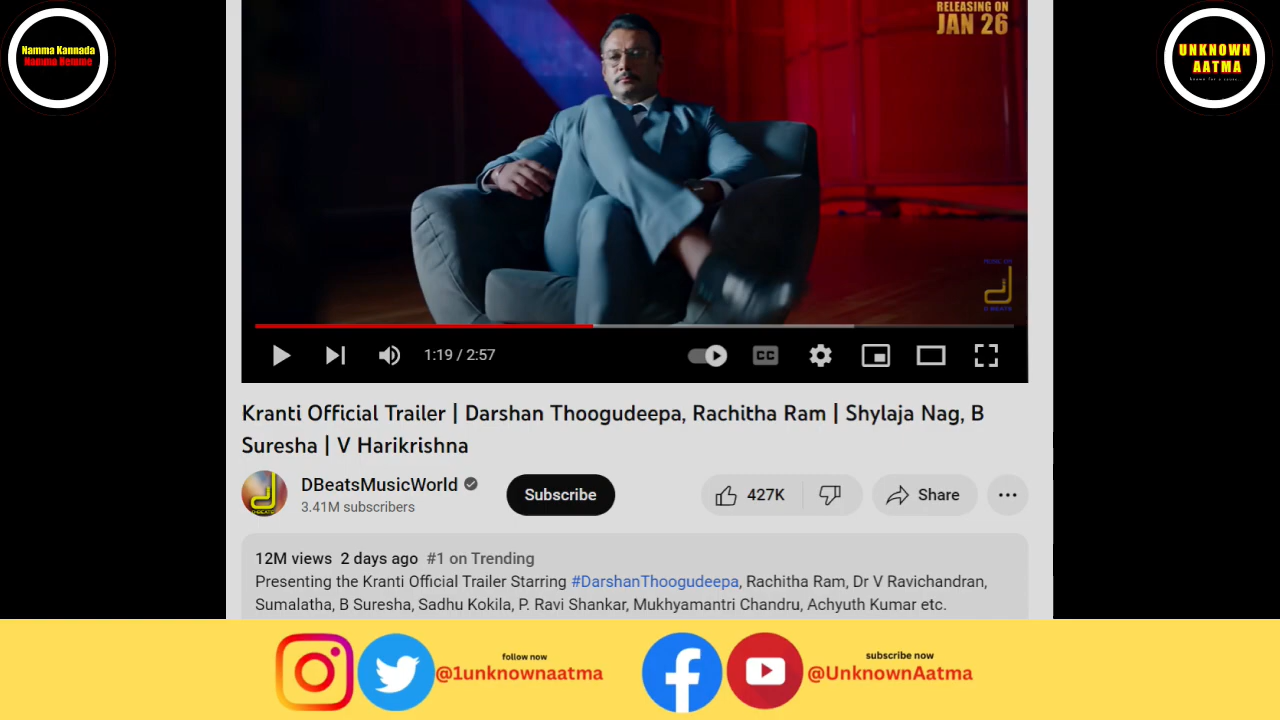 RELEASING ON
JAN 26
Namma Kannada
Namma Hemme
UNKNOWN
AATMA
D BEATS
1:19 / 2:57
CC
Kranti Official Trailer | Darshan Thoogudeepa, Rachitha Ram | Shylaja Nag, B
Suresha | V Harikrishna
DBeatsMusicWorld
3.41M subscribers
Subscribe
427K
Share
12M views 2 days ago #1 on Trending
Presenting the Kranti Official Trailer Starring #DarshanThoogudeepa, Rachitha Ram, Dr V Ravichandran,
Sumalatha, B Suresha, Sadhu Kokila, P. Ravi Shankar, Mukhyamantri Chandru, Achyuth Kumar etc.
follow now
@1unknownaatma
subscribe now
@UnknownAatma